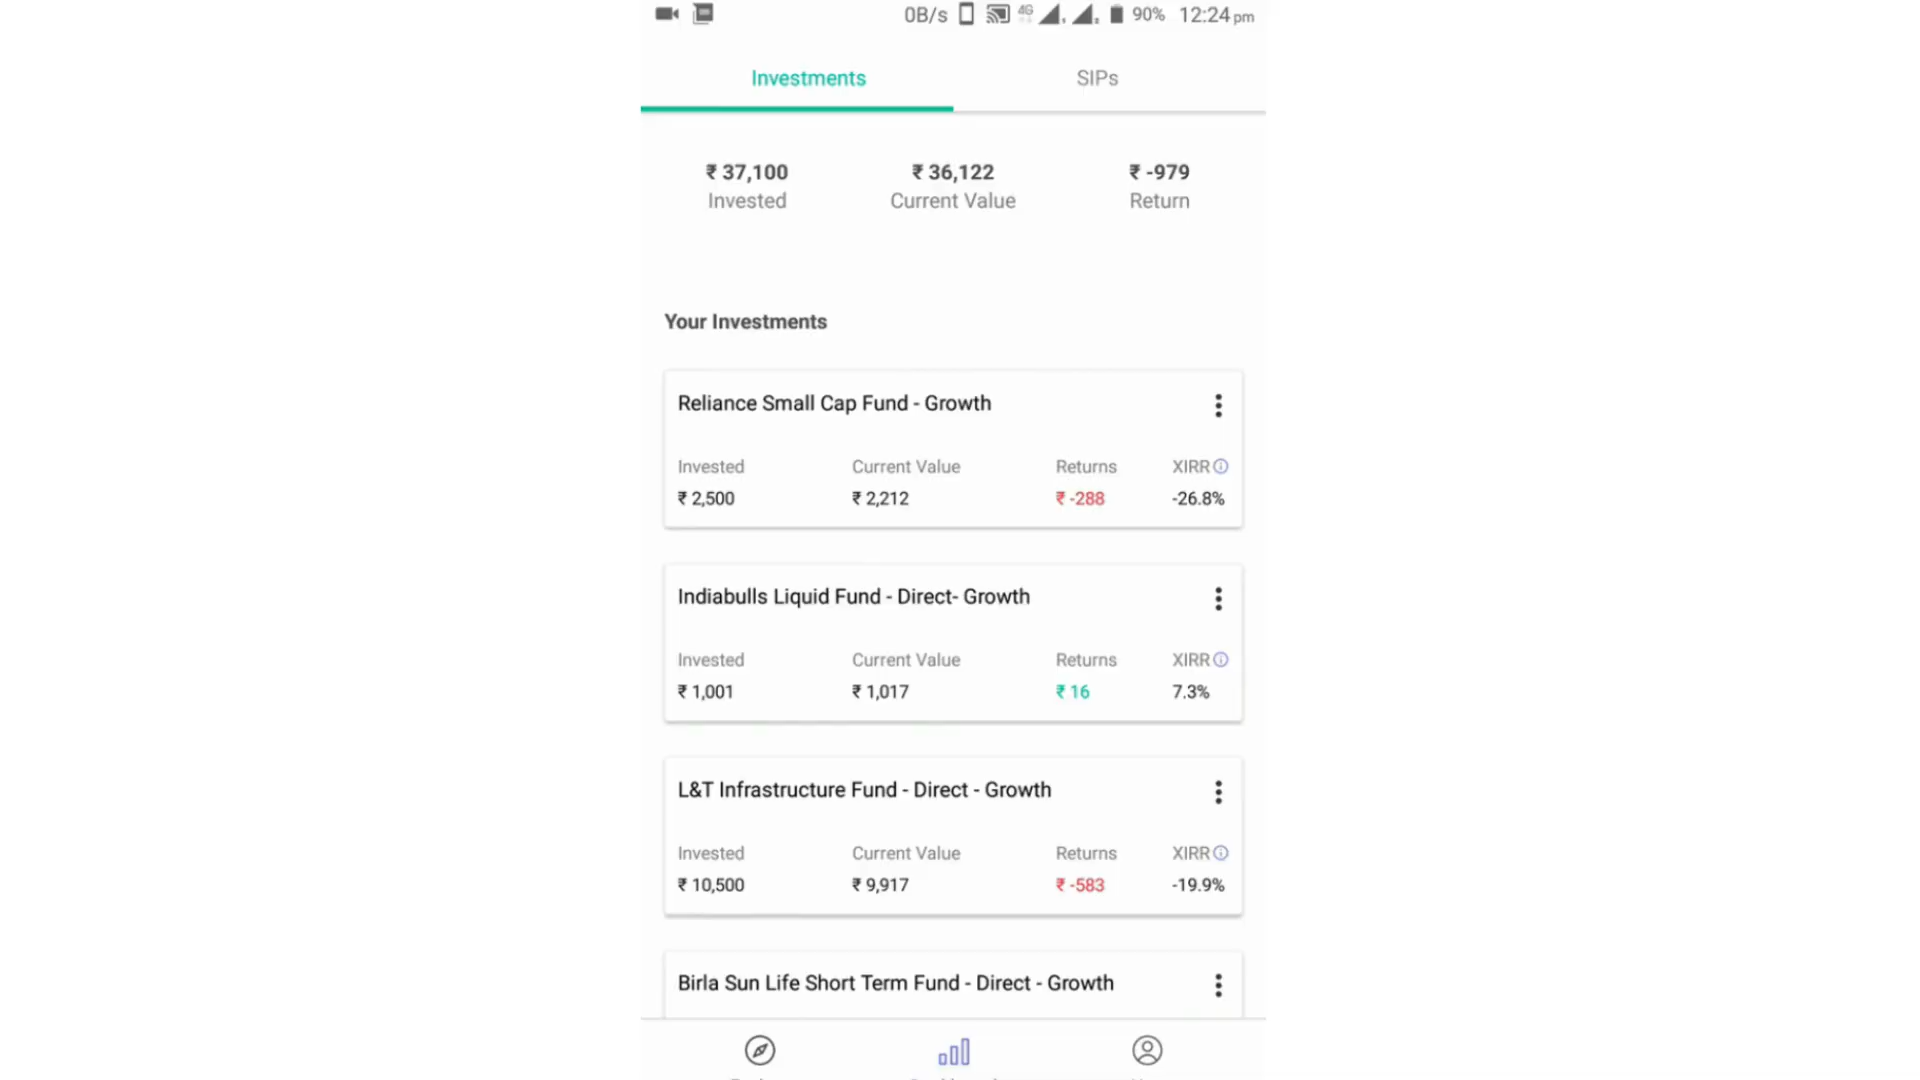 0B/s 4G 90% 12:24 pm
Investments SIPs
₹ 37,100 ₹ 36,122 ₹ -979
Invested Current Value Return
Your Investments
Reliance Small Cap Fund - Growth
Invested Current Value Returns XIRR
₹ 2,500 ₹ 2,212 ₹ -288 -26.8%
Indiabulls Liquid Fund - Direct- Growth
Invested Current Value Returns XIRR
₹ 1,001 ₹ 1,017 ₹ 16 7.3%
L&T Infrastructure Fund - Direct - Growth
Invested Current Value Returns XIRR
₹ 10,500 ₹ 9,917 ₹ -583 -19.9%
Birla Sun Life Short Term Fund - Direct - Growth